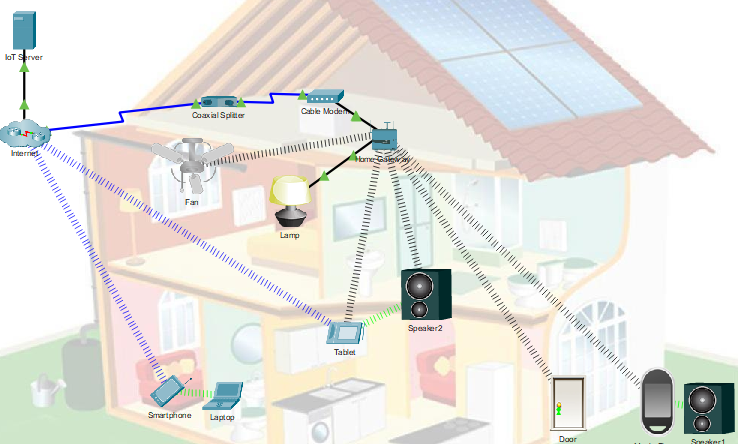 IoT Server
Internet
Coaxial Splitter
Cable Modem
Home Gateway
Fan
Lamp
Speaker2
Tablet
Smartphone
Laptop
Door
Speaker1